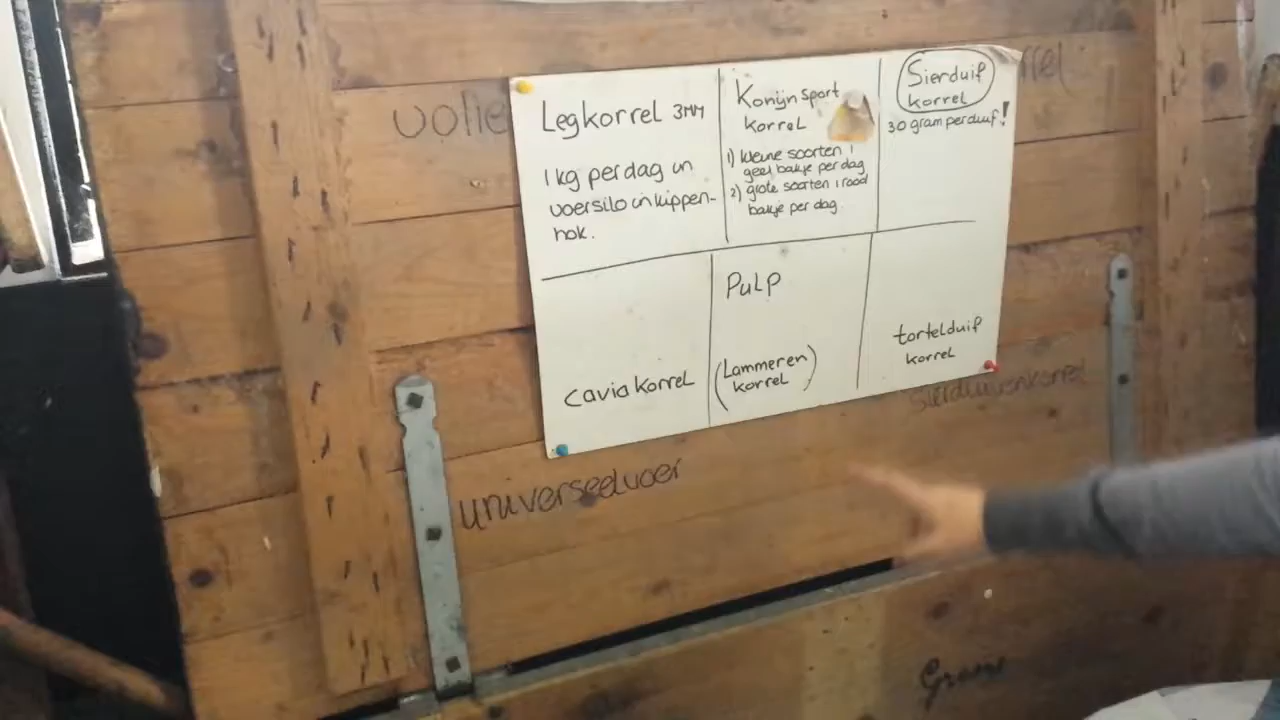 Legkorrel 3MM
1 kg per dag in
voersilo in kippen-
hok.
Konijn sport
korrel
1) kleine soorten 1
geel bakje per dag
2) grote soorten 1 rood
bakje per dag
Sierduif
korrel
30 gram per duif!
Cavia korrel
Pulp
(Lammeren
korrel)
tortelduif
korrel
sierduivenkorrel
universeelvoer